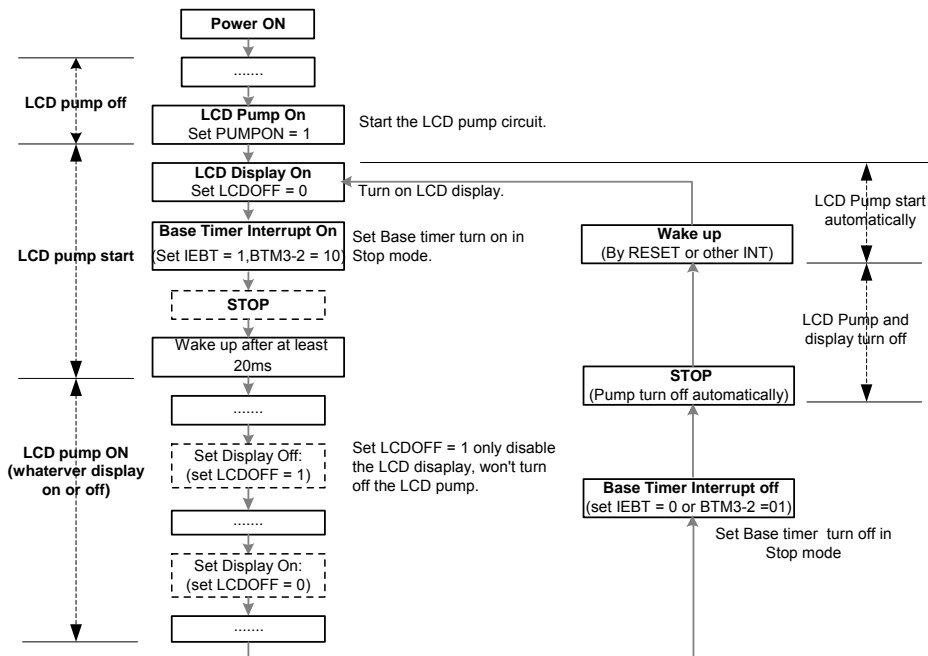 Power ON
.......
LCD pump off
LCD Pump On
Set PUMPON = 1
Start the LCD pump circuit.
LCD Display On
Set LCDOFF = 0
Turn on LCD display.
Base Timer Interrupt On
(Set IEBT = 1,BTM3-2 = 10)
Set Base timer turn on in
Stop mode.
LCD pump start
STOP
Wake up after at least
20ms
.......
LCD pump ON
(whaterver display
on or off)
Set Display Off:
(set LCDOFF = 1)
Set LCDOFF = 1 only disable
the LCD disaplay, won't turn
off the LCD pump.
.......
Set Display On:
(set LCDOFF = 0)
.......
Base Timer Interrupt off
(set IEBT = 0 or BTM3-2 =01)
Set Base timer  turn off in
Stop mode
STOP
(Pump turn off automatically)
LCD Pump and
display turn off
Wake up
(By RESET or other INT)
LCD Pump start
automatically